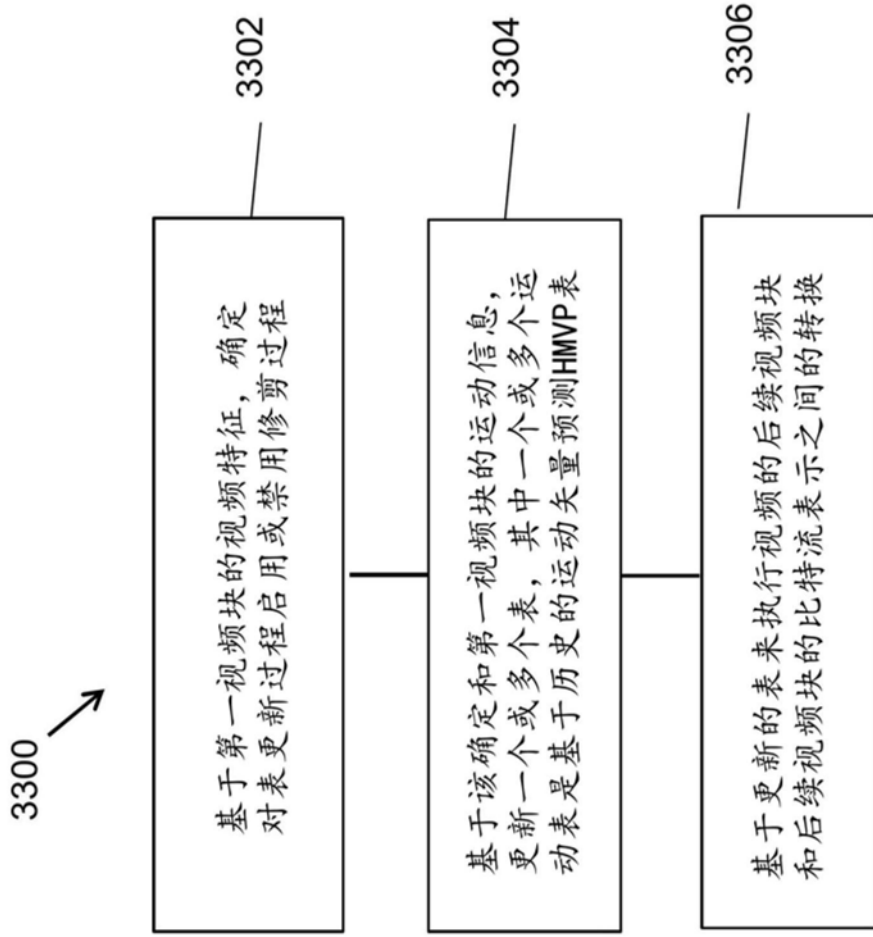 3300
基于第一视频块的视频特征，确定
对表更新过程启用或禁用修剪过程
3302
基于该确定和第一视频块的运动信息，
更新一个或多个表，其中一个或多个运
动表是基于历史的运动矢量预测HMVP表
3304
基于更新的表来执行视频的后续视频块
和后续视频块的比特流表示之间的转换
3306